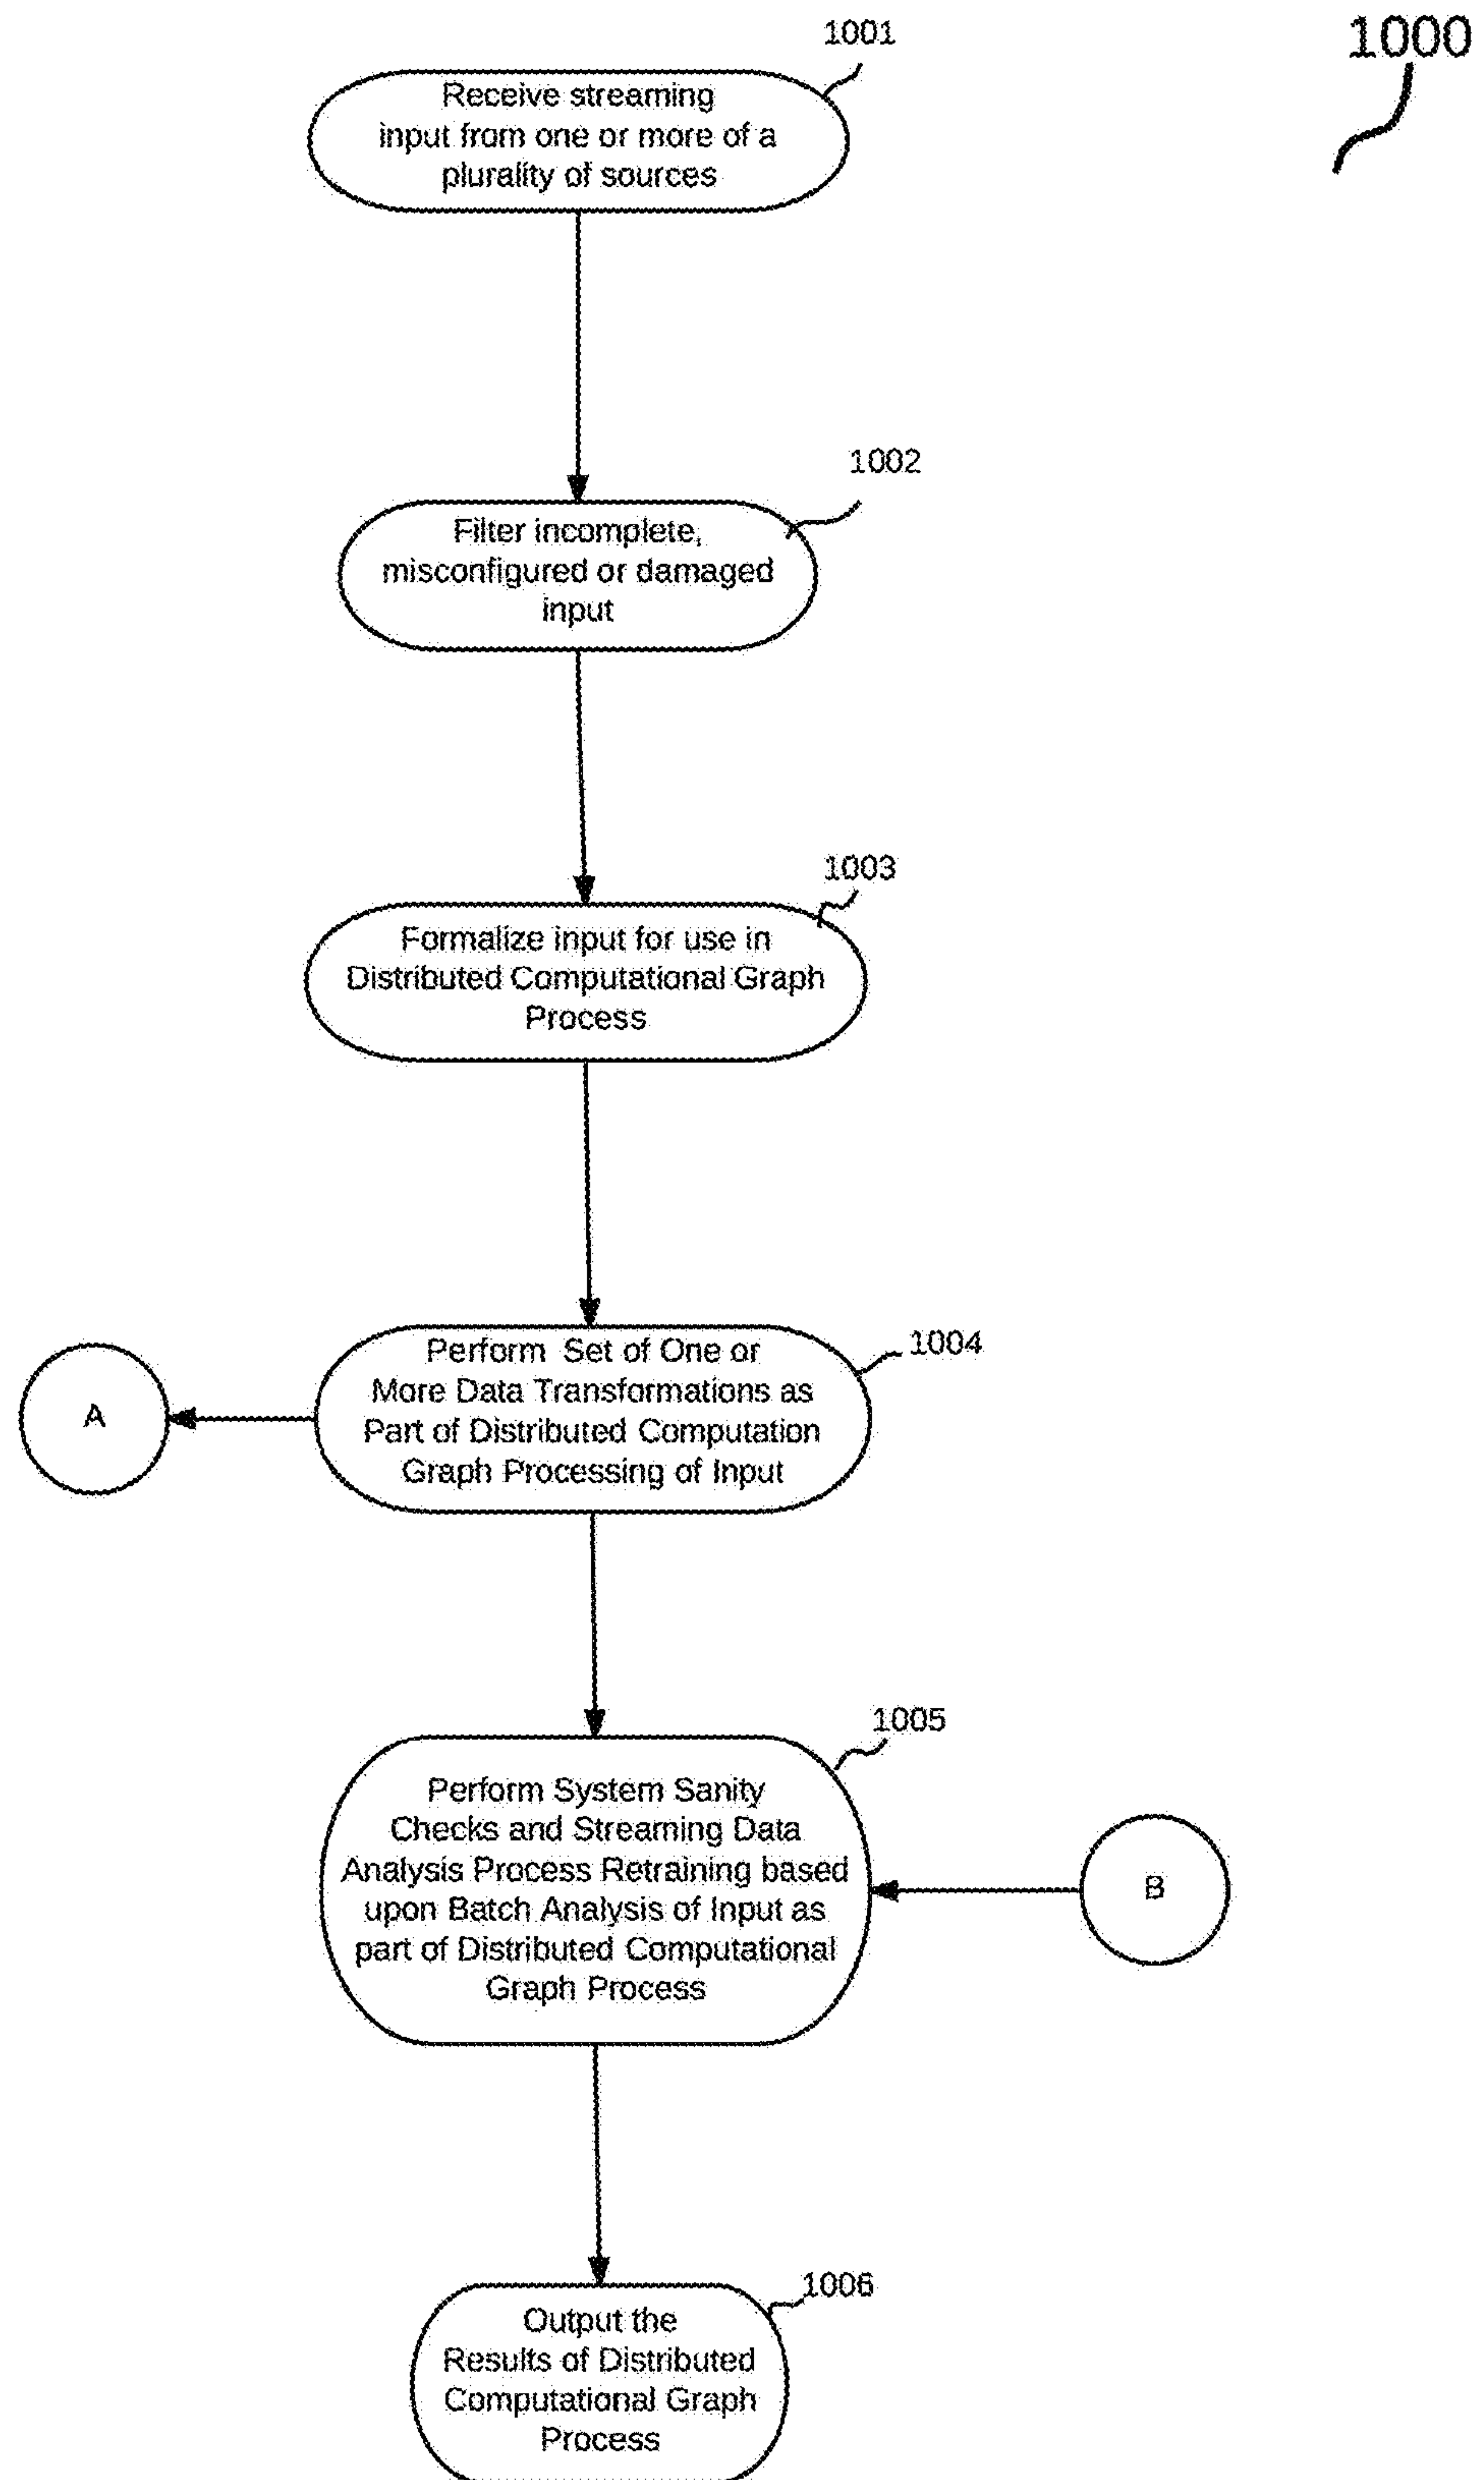 1000
1001
Receive streaming
input from one or more of a
plurality of sources
1002
Filter incomplete,
misconfigured or damaged
input
1003
Formalize input for use in
Distributed Computational Graph
Process
1004
Perform Set of One or
More Data Transformations as
Part of Distributed Computation
Graph Processing of Input
A
1005
Perform System Sanity
Checks and Streaming Data
Analysis Process Retraining based
upon Batch Analysis of Input as
part of Distributed Computational
Graph Process
B
1006
Output the
Results of Distributed
Computational Graph
Process